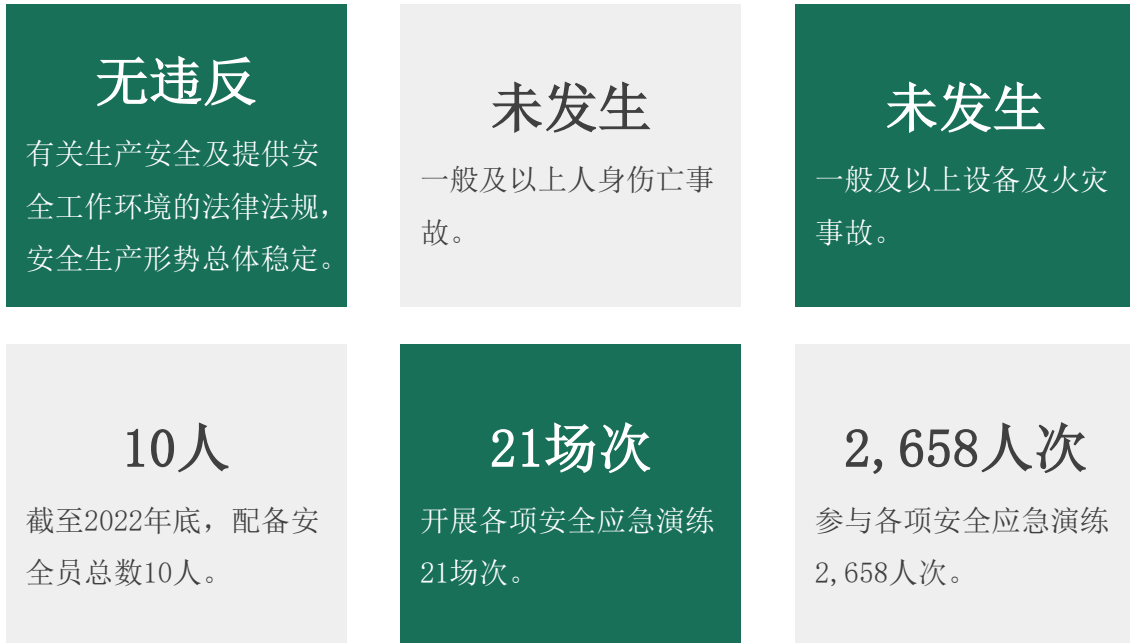 无违反
有关生产安全及提供安
全工作环境的法律法规，
安全生产形势总体稳定。
未发生
一般及以上人身伤亡事
故。
未发生
一般及以上设备及火灾
事故。
10人
截至2022年底，配备安
全员总数10人。
21场次
开展各项安全应急演练
21场次。
2,658人次
参与各项安全应急演练
2,658人次。